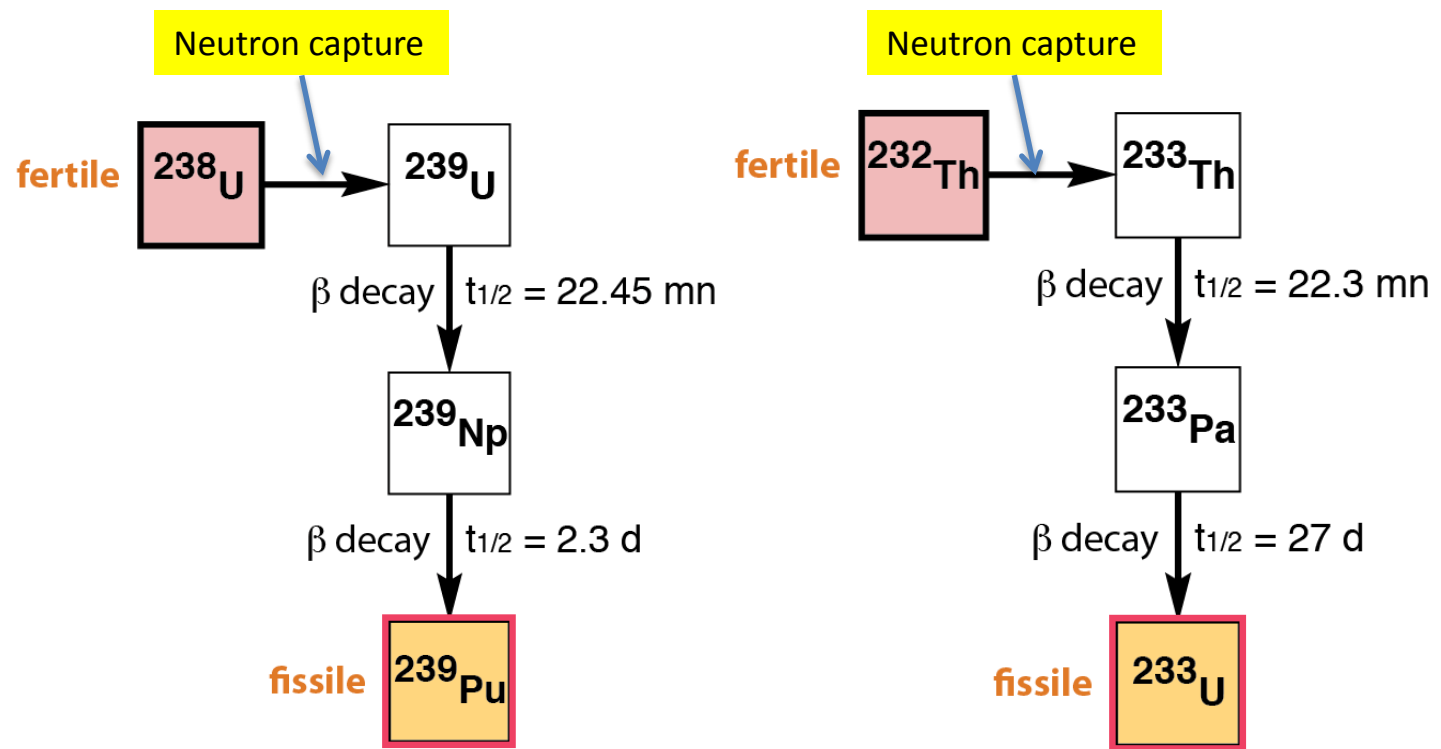 Neutron capture
fertile
238U
239U
β decay
t1/2 = 22.45 mn
239Np
β decay
t1/2 = 2.3 d
fissile
239Pu
Neutron capture
fertile
232Th
233Th
β decay
t1/2 = 22.3 mn
233Pa
β decay
t1/2 = 27 d
fissile
233U